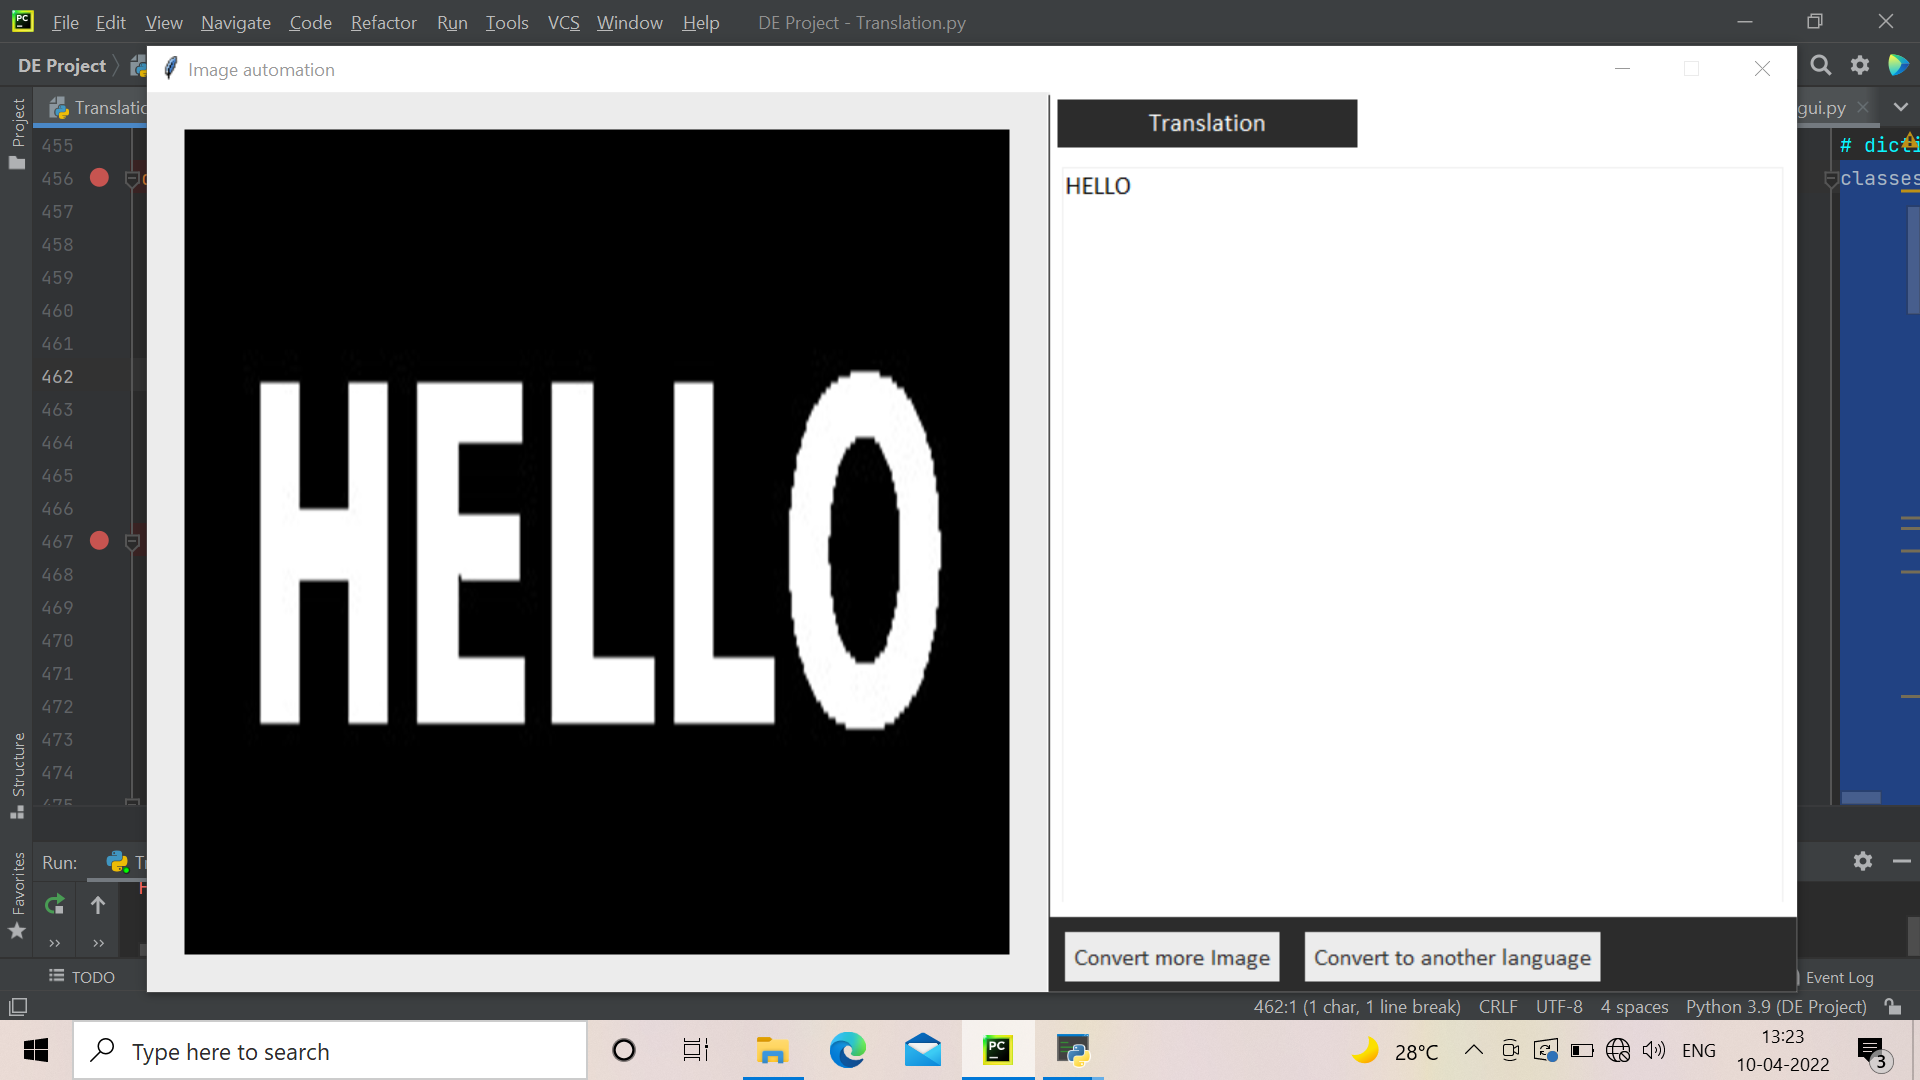 PC File Edit View Navigate Code Refactor Run Tools VCS Window Help DE Project - Translation.py
DE Project
Image automation
Project
Translatio
gui.py
Translation
HELLO
HELLO
# dicti
classes
455
456
457
458
459
460
461
462
463
464
465
466
467
468
469
470
471
472
473
474
475
Structure
Favorites
Run:
Convert more Image Convert to another language
TODO
Event Log
462:1 (1 char, 1 line break) CRLF UTF-8 4 spaces Python 3.9 (DE Project)
Type here to search
PC
28°C
ENG
13:23
10-04-2022
3